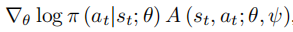 ∇θ log π (at|st; θ) A (st, at; θ, ψ).